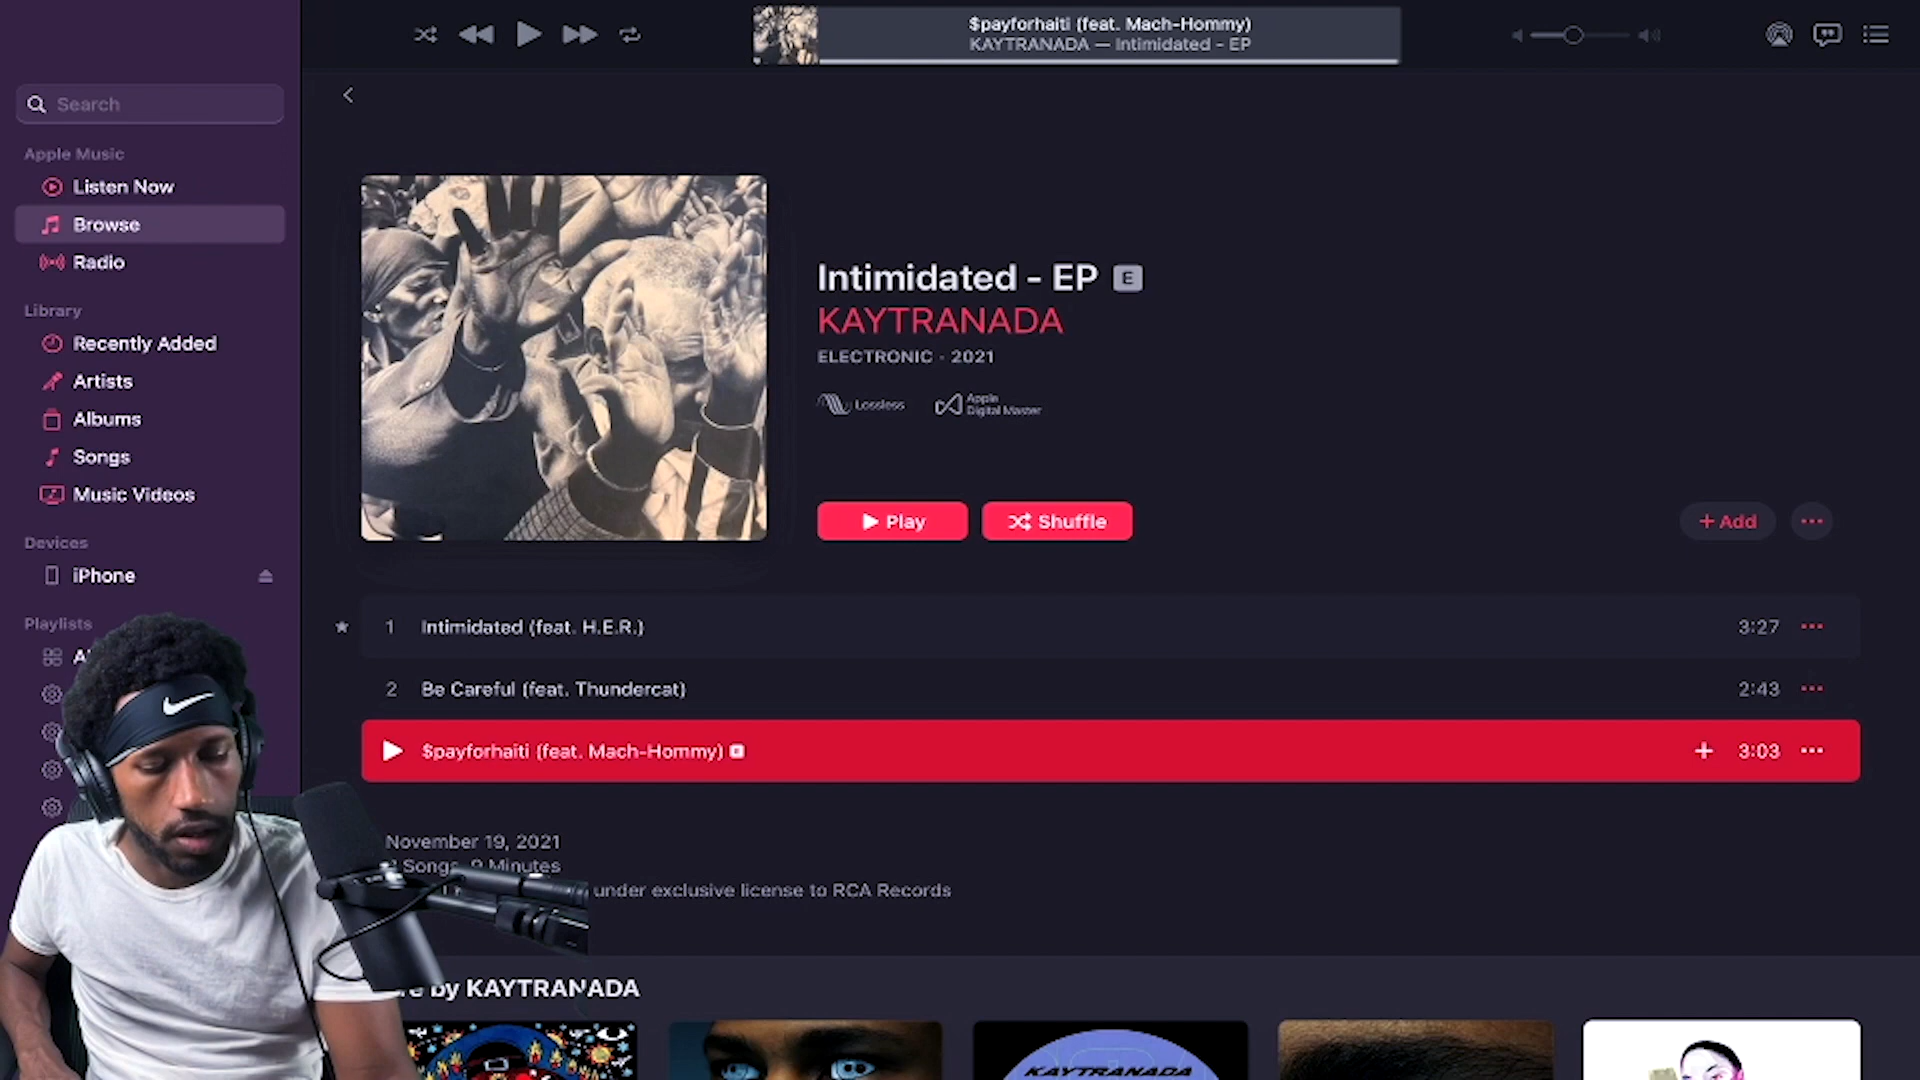 $payforhaiti (feat. Mach-Hommy)
KAYTRANADA — Intimidated - EP
Search
Apple Music
Listen Now
Browse
Radio
Library
Recently Added
Artists
Albums
Songs
Music Videos
Devices
iPhone
Playlists
Intimidated - EP E
KAYTRANADA
ELECTRONIC · 2021
Lossless
Apple
Digital Master
Play
Shuffle
+ Add
1 Intimidated (feat. H.E.R.) 3:27
2 Be Careful (feat. Thundercat) 2:43
$payforhaiti (feat. Mach-Hommy) E 3:03
November 19, 2021
Songs, 9 Minutes
under exclusive license to RCA Records
by KAYTRANADA
KAYTRANADA